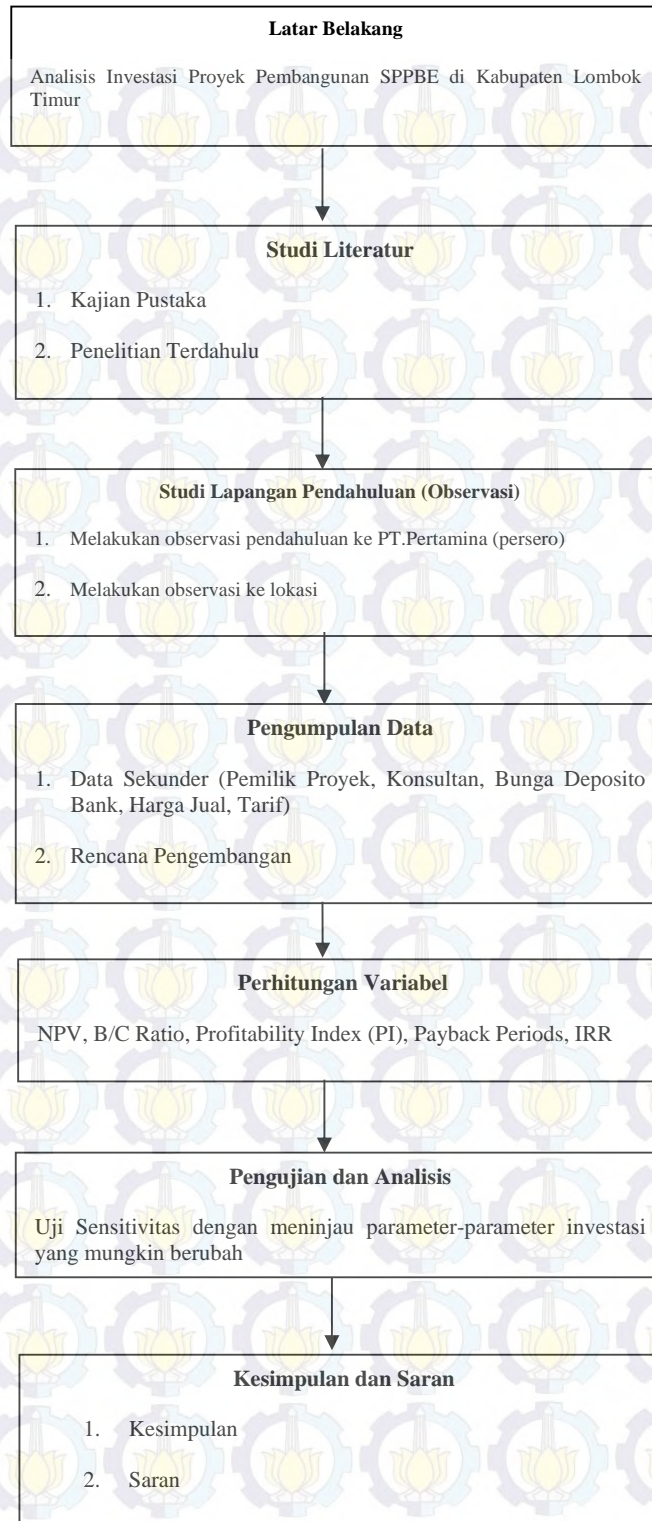 Latar Belakang
Analisis Investasi Proyek Pembangunan SPPBE di Kabupaten Lombok
Timur
Studi Literatur
1. Kajian Pustaka
2. Penelitian Terdahulu
Studi Lapangan Pendahuluan (Observasi)
1. Melakukan observasi pendahuluan ke PT.Pertamina (persero)
2. Melakukan observasi ke lokasi
Pengumpulan Data
1. Data Sekunder (Pemilik Proyek, Konsultan, Bunga Deposito
Bank, Harga Jual, Tarif)
2. Rencana Pengembangan
Perhitungan Variabel
NPV, B/C Ratio, Profitability Index (PI), Payback Periods, IRR
Pengujian dan Analisis
Uji Sensitivitas dengan meninjau parameter-parameter investasi
yang mungkin berubah
Kesimpulan dan Saran
1. Kesimpulan
2. Saran